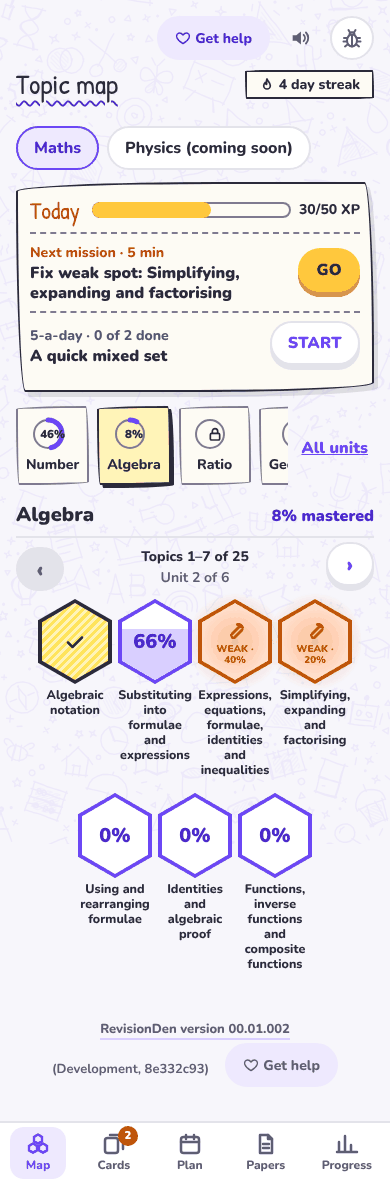 Get help
Topic map
4 day streak
Maths
Physics (coming soon)
Today
30/50 XP
Next mission · 5 min
Fix weak spot: Simplifying,
expanding and factorising
GO
5-a-day · 0 of 2 done
A quick mixed set
START
46%
8%
Number
Algebra
Ratio
Geo
All units
Algebra
8% mastered
‹
Topics 1–7 of 25
Unit 2 of 6
›
66%
WEAK ·
40%
WEAK ·
20%
Algebraic
notation
Substituting
into
formulae
and
expressions
Expressions,
equations,
formulae,
identities
and
inequalities
Simplifying,
expanding
and
factorising
0%
0%
0%
Using and
rearranging
formulae
Identities
and
algebraic
proof
Functions,
inverse
functions
and
composite
functions
RevisionDen version 00.01.002
(Development, 8e332c93)
Get help
2
Map
Cards
Plan
Papers
Progress